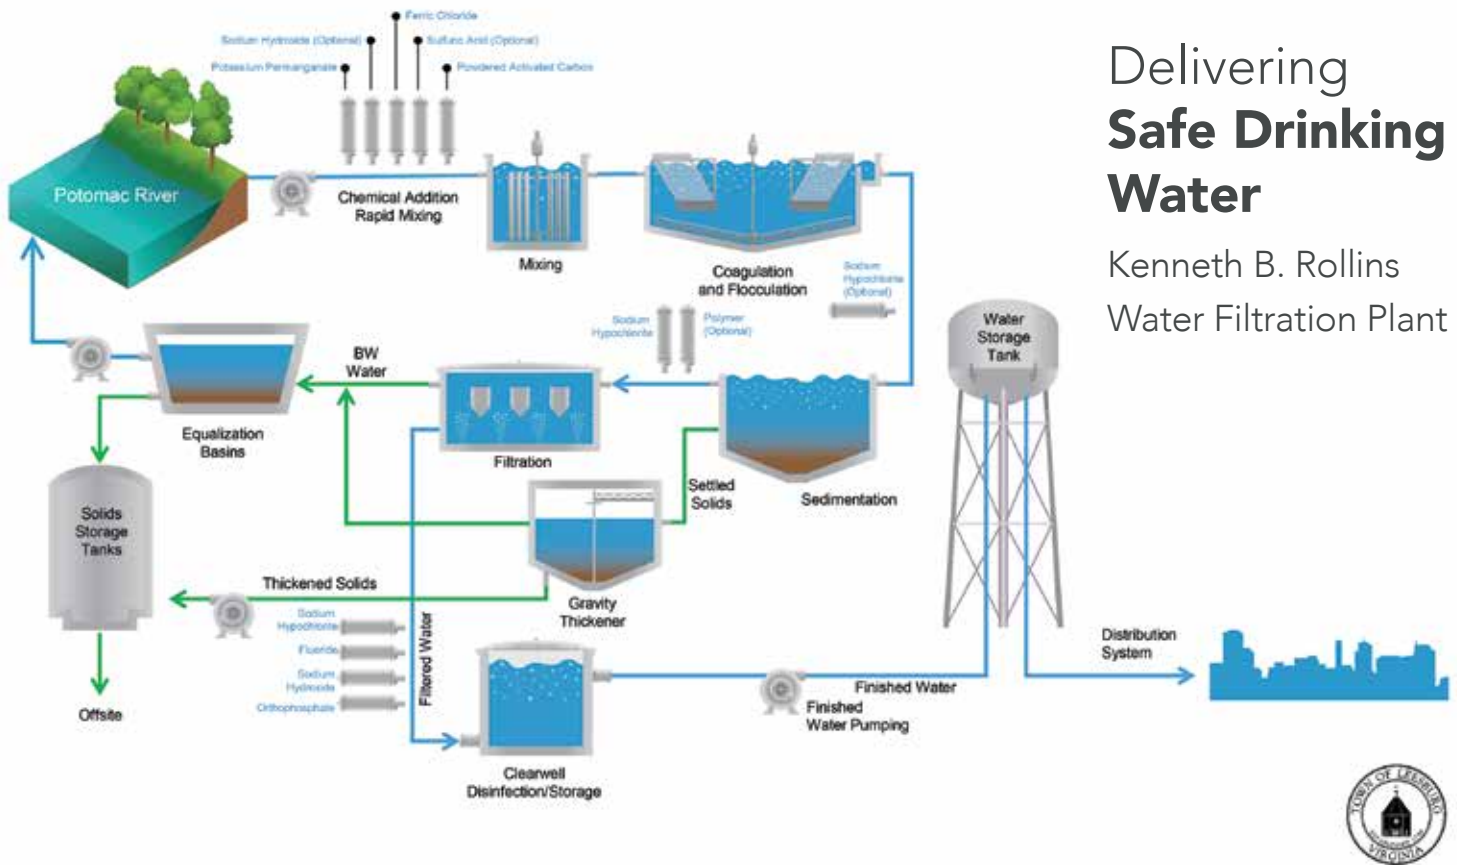 Delivering
Safe Drinking
Water
Kenneth B. Rollins
Water Filtration Plant
Ferric Chloride
Sodium Hydroxide (Optional)
Sulfuric Acid (Optional)
Potassium Permanganate
Powdered Activated Carbon
Potomac River
Chemical Addition
Rapid Mixing
Mixing
Coagulation
and Flocculation
Sodium
Hypochlorite
(Optional)
Sodium
Hypochlorite
Polymer
(Optional)
Water
Storage
Tank
BW
Water
Equalization
Basins
Filtration
Settled
Solids
Sedimentation
Solids
Storage
Tanks
Thickened Solids
Gravity
Thickener
Sodium
Hypochlorite
Fluoride
Sodium
Hydroxide
Orthophosphate
Filtered Water
Offsite
Clearwell
Disinfection/Storage
Finished Water
Finished
Water Pumping
Distribution
System
TOWN OF LEESBURG
VIRGINIA